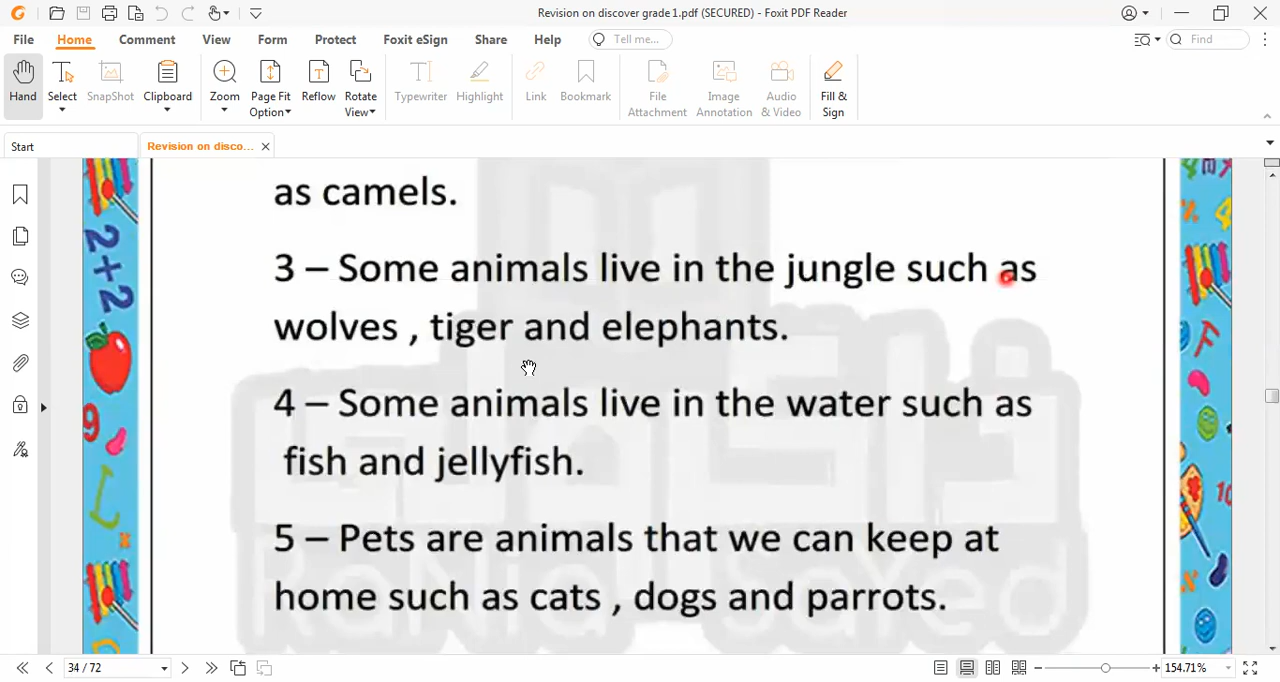 Revision on discover grade1.pdf (SECURED) - Foxit PDF Reader
File Home Comment View Form Protect Foxit eSign Share Help Tell me... Find
Hand Select SnapShot Clipboard Zoom Page Fit Option Reflow Rotate View Typewriter Highlight Link Bookmark File Attachment Image Annotation Audio & Video Fill & Sign
Start Revision on disco...
as camels.
3 – Some animals live in the jungle such as
wolves , tiger and elephants.
4 – Some animals live in the water such as
fish and jellyfish.
5 – Pets are animals that we can keep at
home such as cats , dogs and parrots.
RaNia SaYed
34 / 72 154.71%